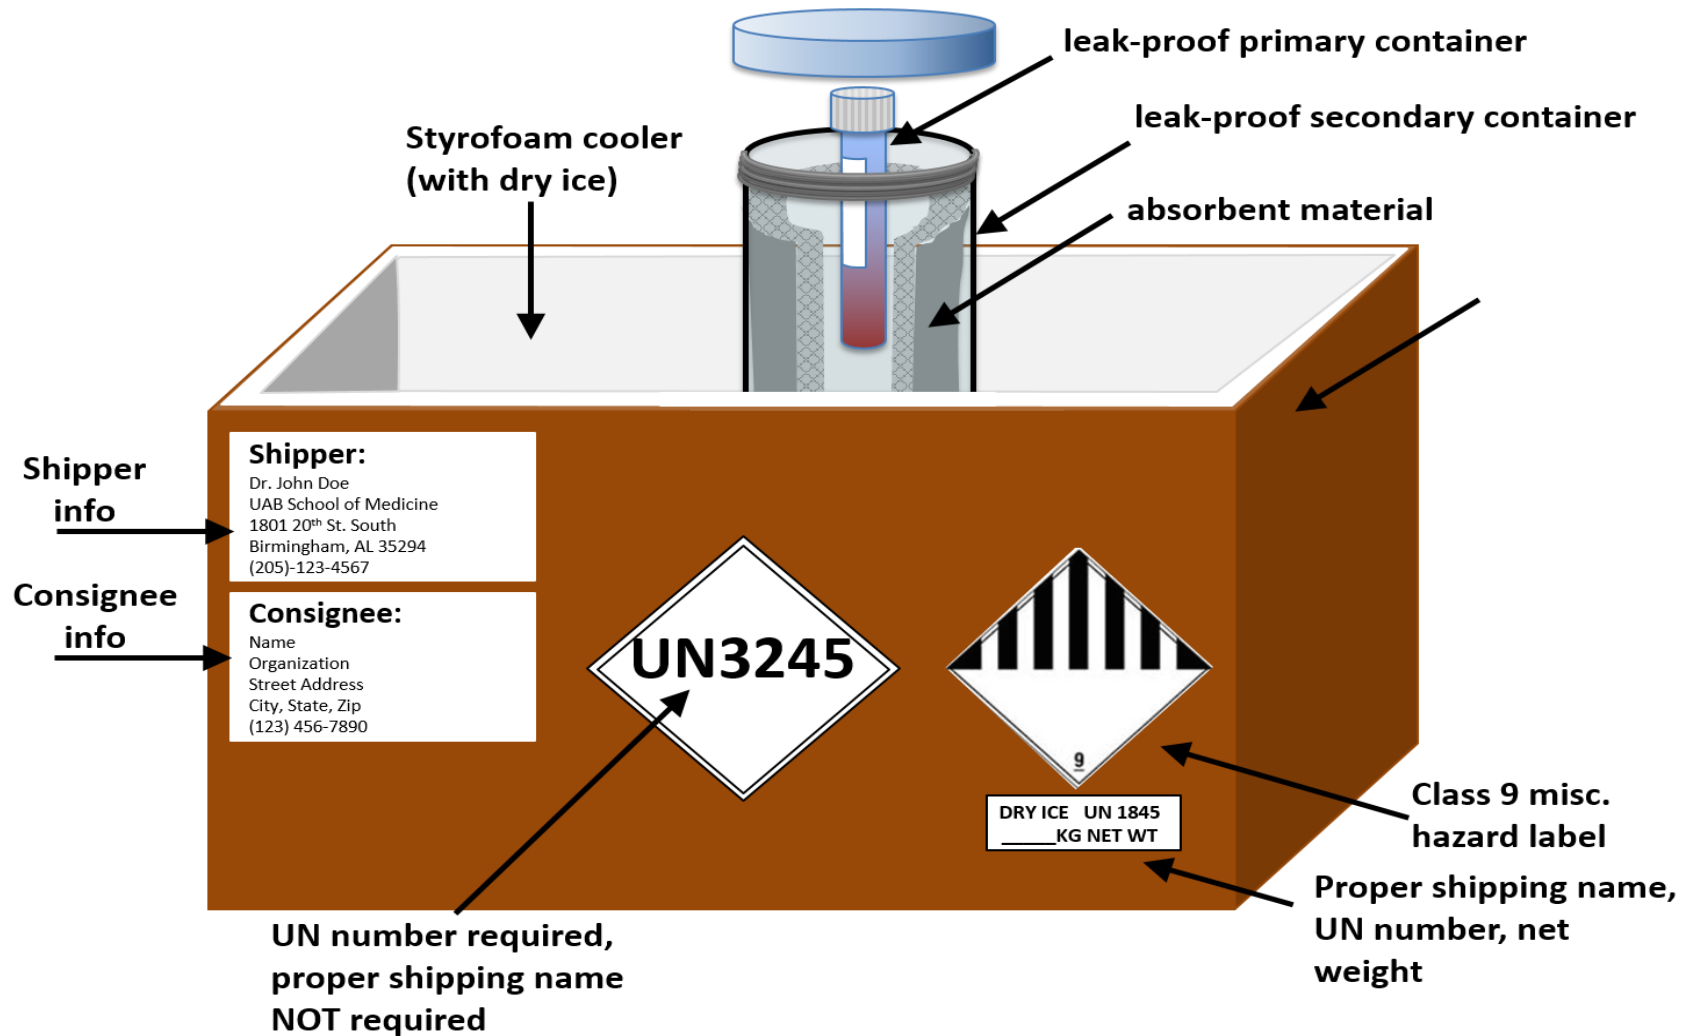 leak-proof primary container
leak-proof secondary container
Styrofoam cooler
(with dry ice)
absorbent material
Shipper
info
Shipper:
Dr. John Doe
UAB School of Medicine
1801 20th St. South
Birmingham, AL 35294
(205)-123-4567
Consignee
info
Consignee:
Name
Organization
Street Address
City, State, Zip
(123) 456-7890
UN3245
9
DRY ICE UN 1845
______KG NET WT
Class 9 misc.
hazard label
Proper shipping name,
UN number, net
weight
UN number required,
proper shipping name
NOT required